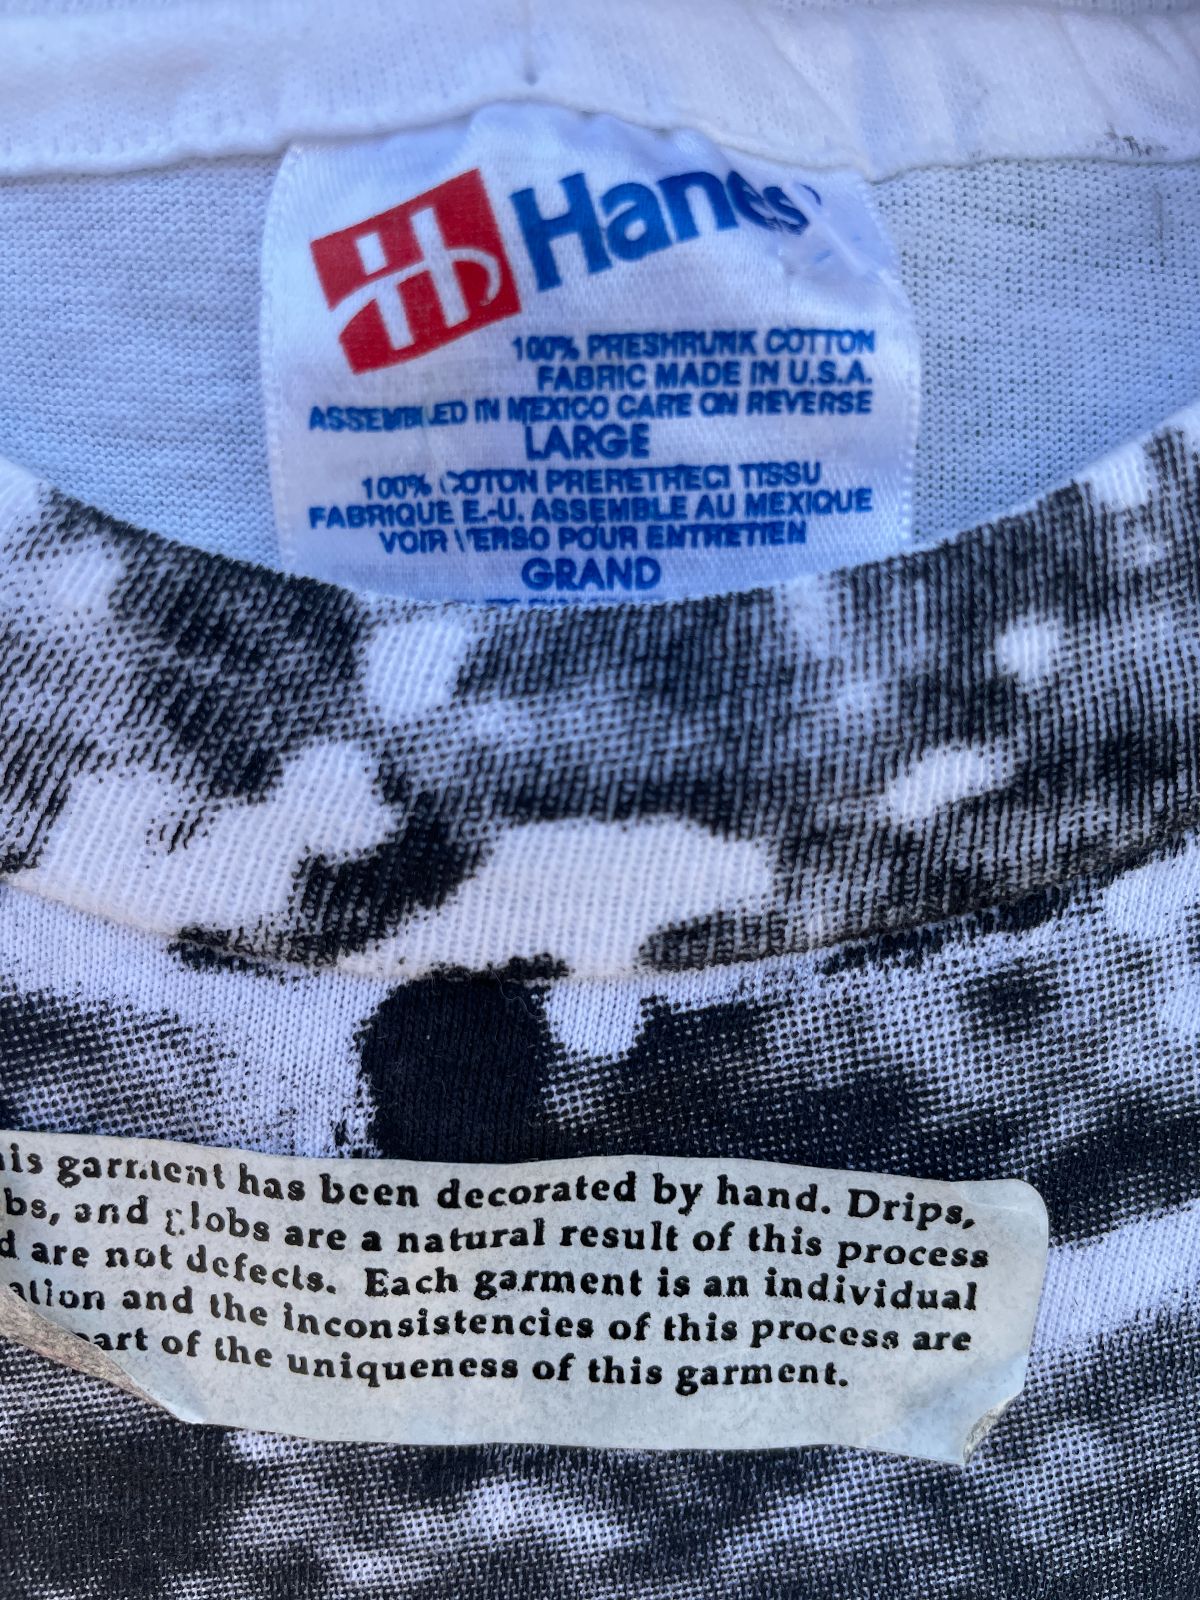 Hanes
100% PRESHRUNK COTTON
FABRIC MADE IN U.S.A.
ASSEMBLED IN MEXICO CARE ON REVERSE
LARGE
100% COTON PRERETRECI TISSU
FABRIQUE E.-U. ASSEMBLE AU MEXIQUE
VOIR VERSO POUR ENTRETIEN
GRAND
is garment has been decorated by hand. Drips,
bs, and globs are a natural result of this process
d are not defects. Each garment is an individual
ation and the inconsistencies of this process are
art of the uniqueness of this garment.